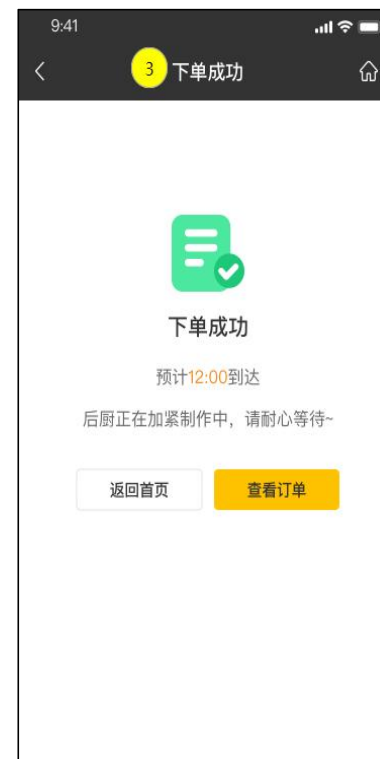 9:41
3 下单成功
下单成功
预计12:00到达
后厨正在加紧制作中，请耐心等待~
返回首页 查看订单